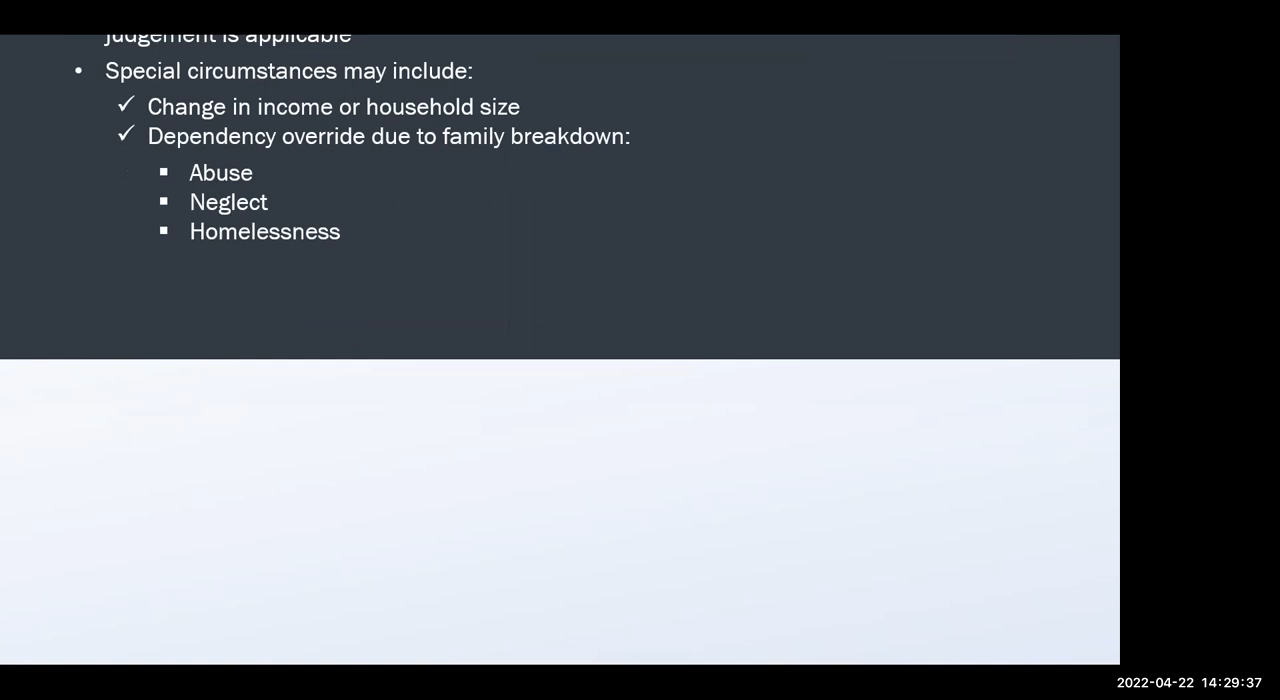 judgement is applicable
• Special circumstances may include:
✓ Change in income or household size
✓ Dependency override due to family breakdown:
▪ Abuse
▪ Neglect
▪ Homelessness
2022-04-22 14:29:37